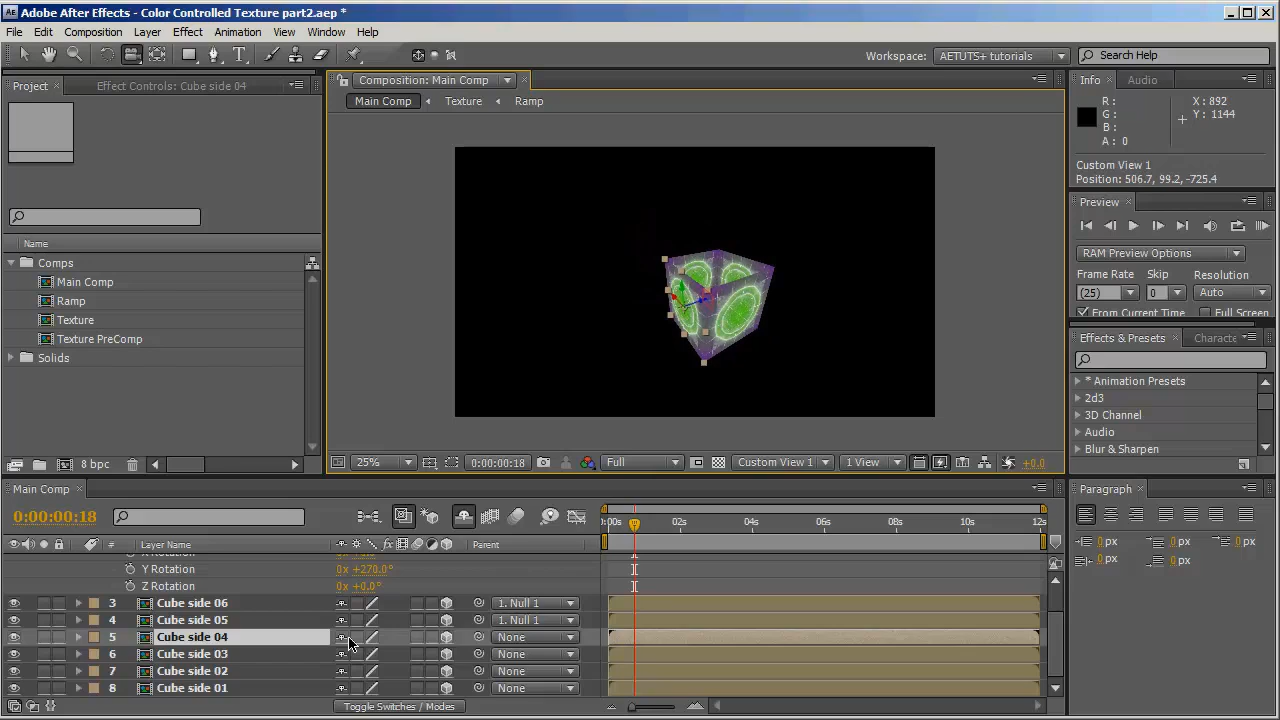 Adobe After Effects - Color Controlled Texture part2.aep *
File Edit Composition Layer Effect Animation View Window Help
Workspace: AETUTS+ tutorials Search Help
Project Effect Controls: Cube side 04
Composition: Main Comp
Main Comp Texture Ramp
Info Audio
R: X: 892
G: Y: 1144
B:
A: 0
Custom View 1
Position: 506.7, 99.2, -725.4
Preview
RAM Preview Options
Frame Rate Skip Resolution
(25) 0 Auto
From Current Time Full Screen
Effects & Presets Characte
* Animation Presets
2d3
3D Channel
Audio
Blur & Sharpen
Name
Comps
Main Comp
Ramp
Texture
Texture PreComp
Solids
8 bpc
25% 0:00:00:18 Full Custom View 1 1 View +0.0
Main Comp
0:00:00:18
:00s 02s 04s 06s 08s 10s 12s
# Layer Name fx Parent
Y Rotation 0x +270.0°
Z Rotation 0x +0.0°
3 Cube side 06 1. Null 1
4 Cube side 05 1. Null 1
5 Cube side 04 None
6 Cube side 03 None
7 Cube side 02 None
8 Cube side 01 None
Toggle Switches / Modes
Paragraph
0 px 0 px 0 px
0 px 0 px